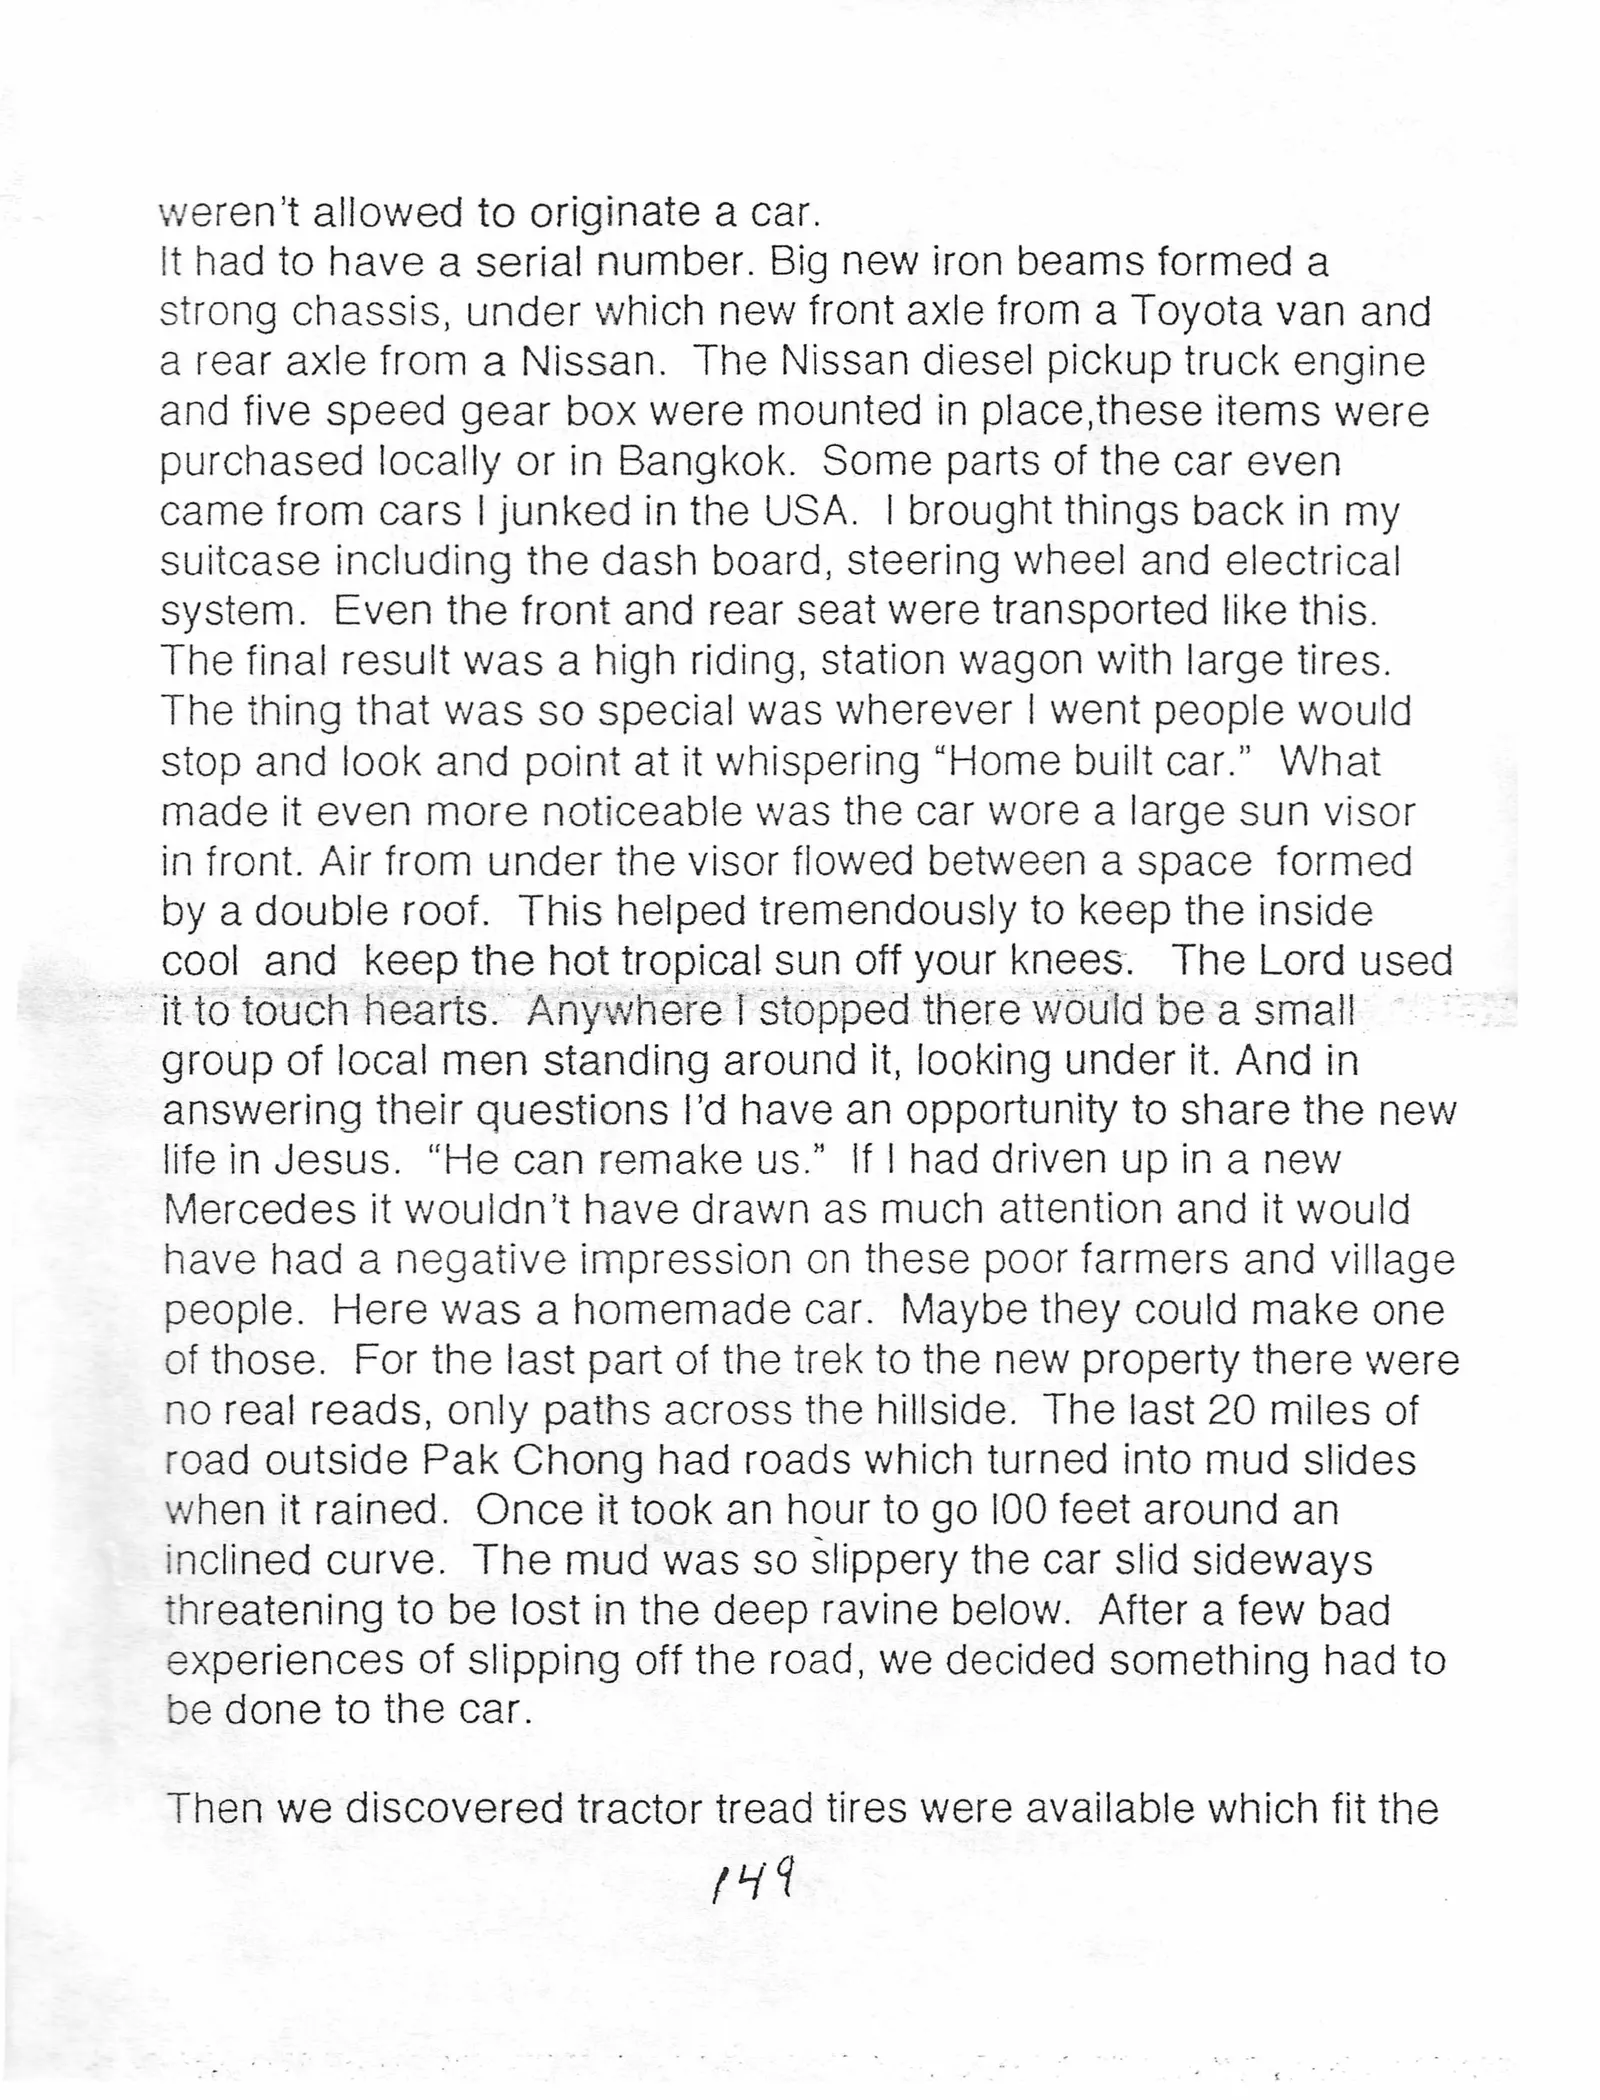 weren't allowed to originate a car.
It had to have a serial number. Big new iron beams formed a
strong chassis, under which new front axle from a Toyota van and
a rear axle from a Nissan.  The Nissan diesel pickup truck engine
and five speed gear box were mounted in place,these items were
purchased locally or in Bangkok.  Some parts of the car even
came from cars I junked in the USA.  I brought things back in my
suitcase including the dash board, steering wheel and electrical
system.  Even the front and rear seat were transported like this.
The final result was a high riding, station wagon with large tires.
The thing that was so special was wherever I went people would
stop and look and point at it whispering “Home built car.”  What
made it even more noticeable was the car wore a large sun visor
in front. Air from under the visor flowed between a space  formed
by a double roof.  This helped tremendously to keep the inside
cool  and  keep the hot tropical sun off your knees.   The Lord used
it to touch hearts.  Anywhere I stopped there would be a small
group of local men standing around it, looking under it. And in
answering their questions I'd have an opportunity to share the new
life in Jesus.  “He can remake us.”  If I had driven up in a new
Mercedes it wouldn't have drawn as much attention and it would
have had a negative impression on these poor farmers and village
people.  Here was a homemade car.  Maybe they could make one
of those.  For the last part of the trek to the new property there were
no real reads, only paths across the hillside.  The last 20 miles of
road outside Pak Chong had roads which turned into mud slides
when it rained.  Once it took an hour to go l00 feet around an
inclined curve.  The mud was so slippery the car slid sideways
threatening to be lost in the deep ravine below.  After a few bad
experiences of slipping off the road, we decided something had to
be done to the car.
Then we discovered tractor tread tires were available which fit the
149